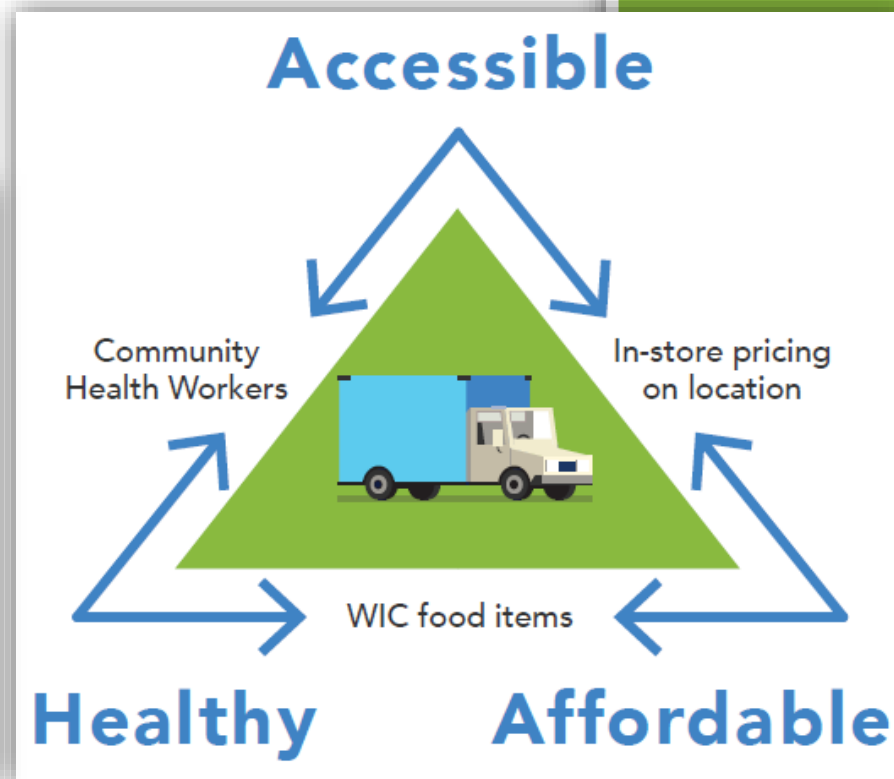 Accessible
Community
Health Workers
In-store pricing
on location
WIC food items
Healthy
Affordable